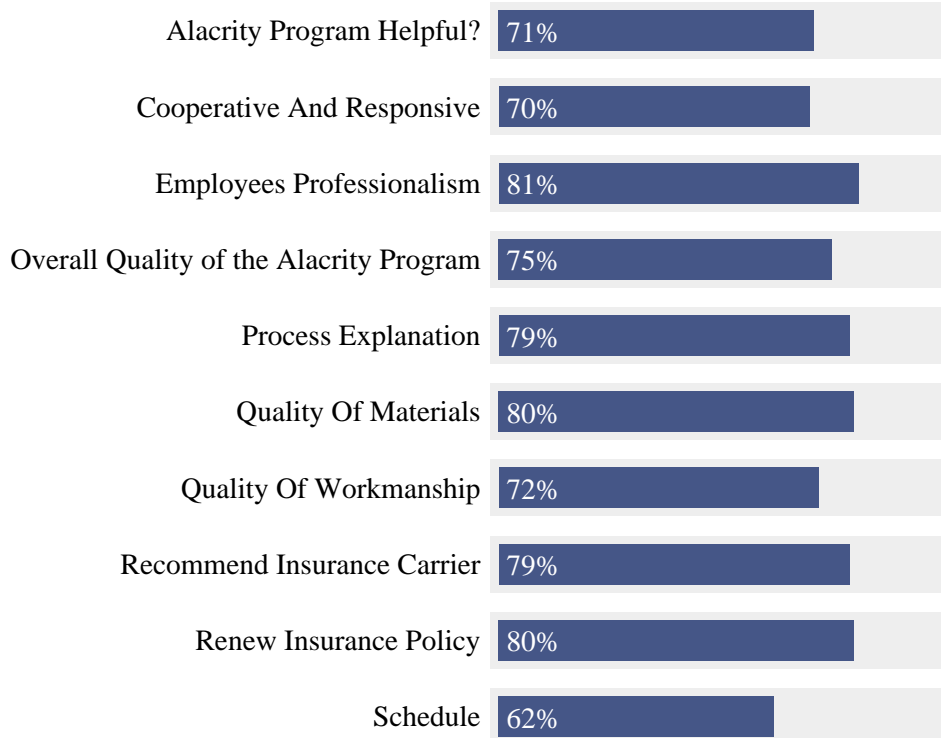 Alacrity Program Helpful? 71%
Cooperative And Responsive 70%
Employees Professionalism 81%
Overall Quality of the Alacrity Program 75%
Process Explanation 79%
Quality Of Materials 80%
Quality Of Workmanship 72%
Recommend Insurance Carrier 79%
Renew Insurance Policy 80%
Schedule 62%